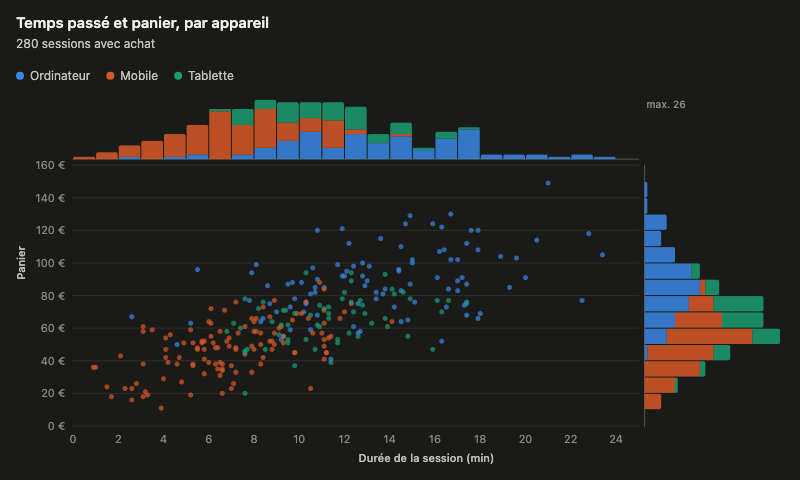 Temps passé et panier, par appareil
280 sessions avec achat
Ordinateur Mobile Tablette
max. 26
160 €
140 €
120 €
100 €
80 €
60 €
40 €
20 €
0 €
Panier
0 2 4 6 8 10 12 14 16 18 20 22 24
Durée de la session (min)